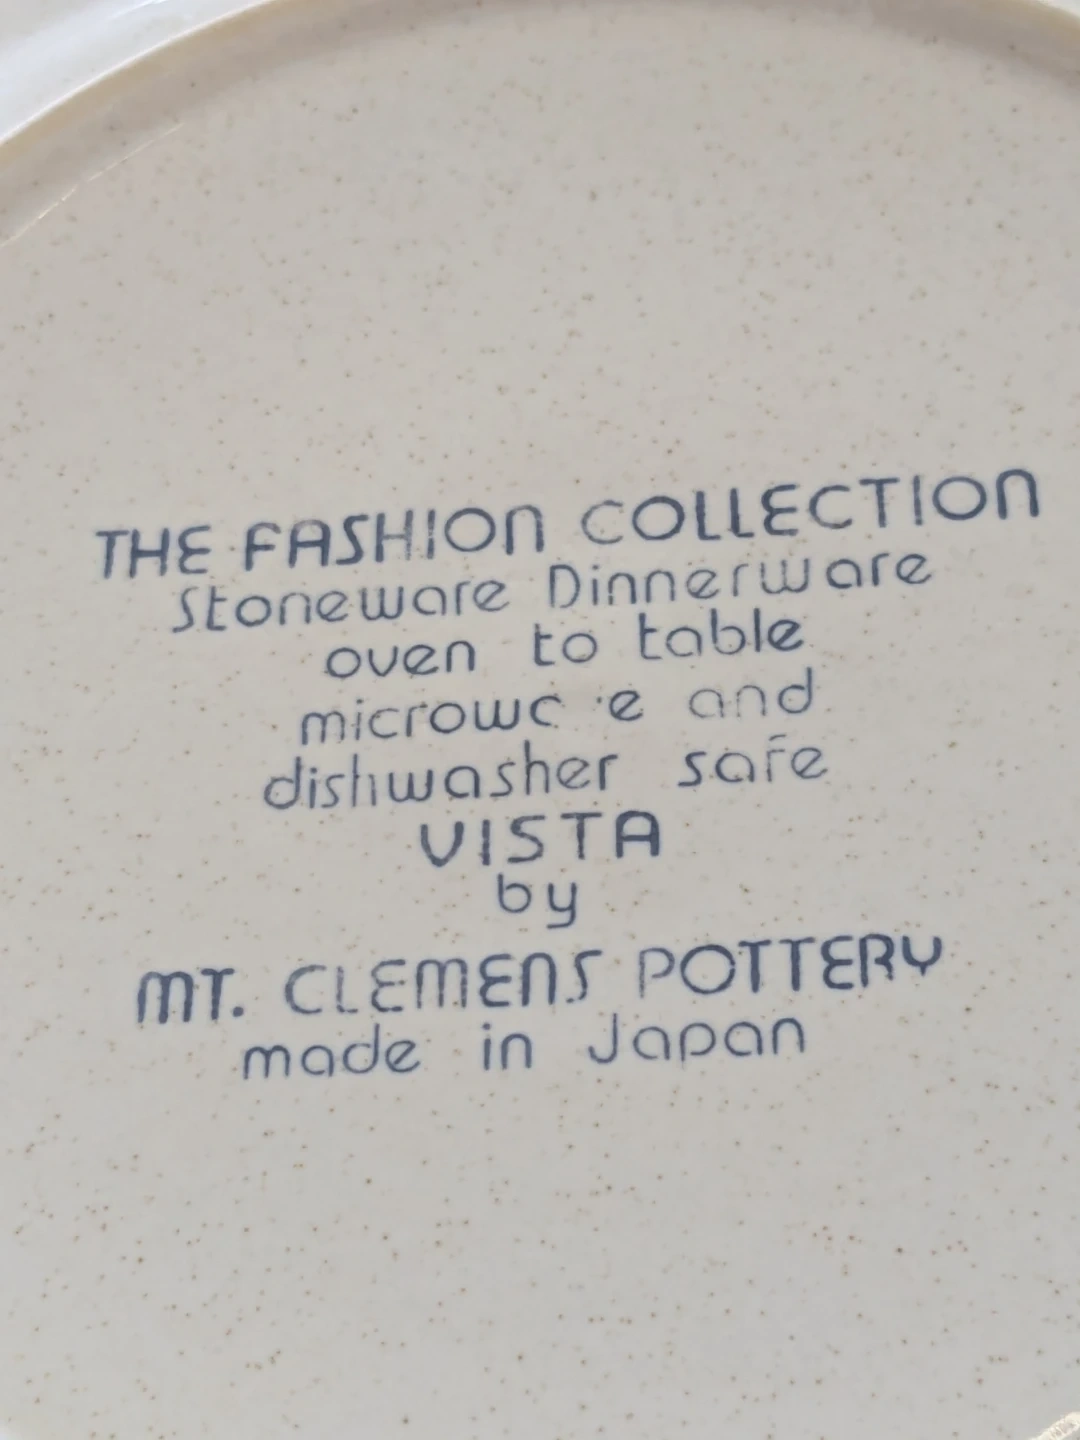 THE FASHION COLLECTION
Stoneware Dinnerware
oven to table
microwave and
dishwasher safe
VISTA
by
MT. CLEMENS POTTERY
made in Japan